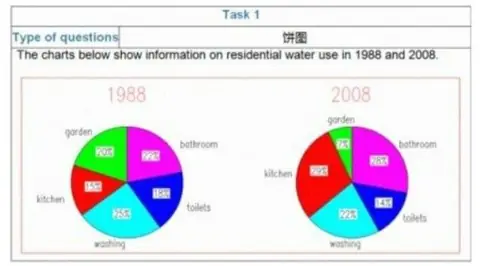 Task 1
Type of questions 饼图
The charts below show information on residential water use in 1988 and 2008.
1988
garden
20%
22%
bathroom
kitchen
15%
18%
toilets
25%
washing
2008
garden
7%
28%
bathroom
kitchen
29%
14%
toilets
22%
washing